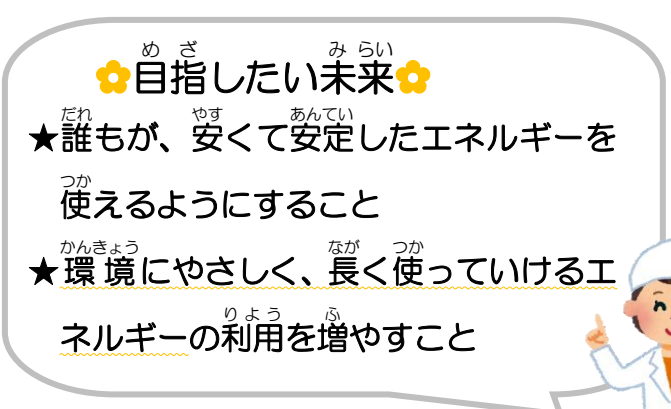 ✿目指したい未来✿
★誰もが、安くて安定したエネルギーを
使えるようにすること
★環境にやさしく、長く使っていけるエ
ネルギーの利用を増やすこと